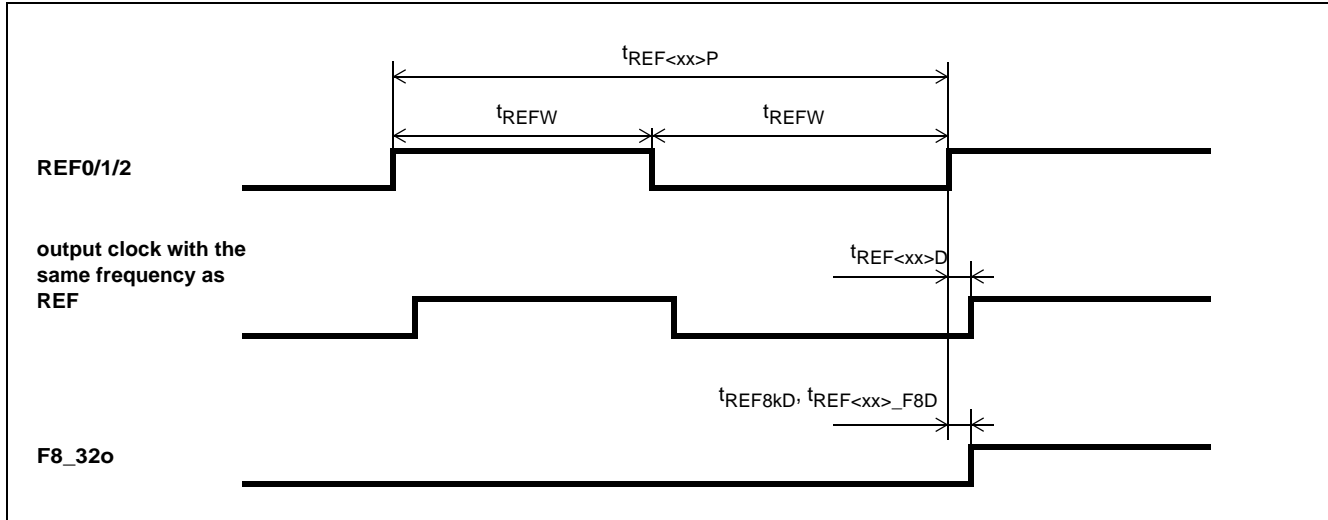 tREF<xx>P
tREFW tREFW
REF0/1/2
output clock with the
same frequency as
REF
tREF<xx>D
tREF8kD, tREF<xx>_F8D
F8_32o